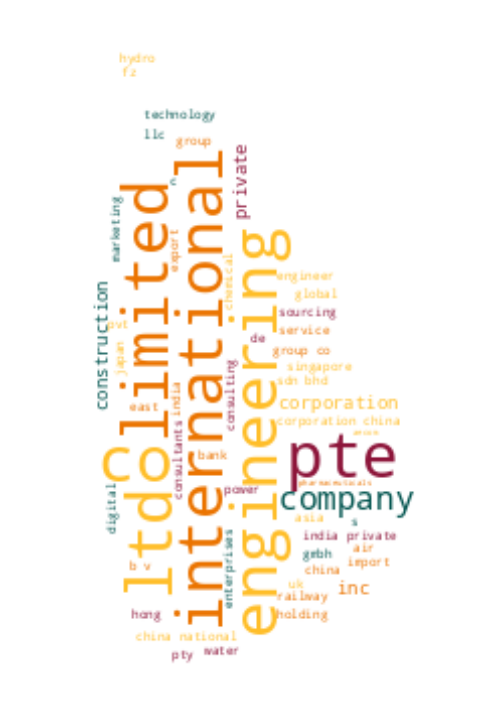 hydro
fz
technology
llc
group
private
c
limited
international
marketing
export
engineering
chemical
engineer
global
construction
sourcing
pvt
service
de
japan
group co
consulting
singapore
sdn bhd
india
east
corporation
consultants
corporation china
ltd
co
bank
pte
pharmaceuticals
power
company
digital
asia
s
enterprises
india private
gmbh
air
b v
china
import
uk
inc
railway
hong
holding
china national
pty
water